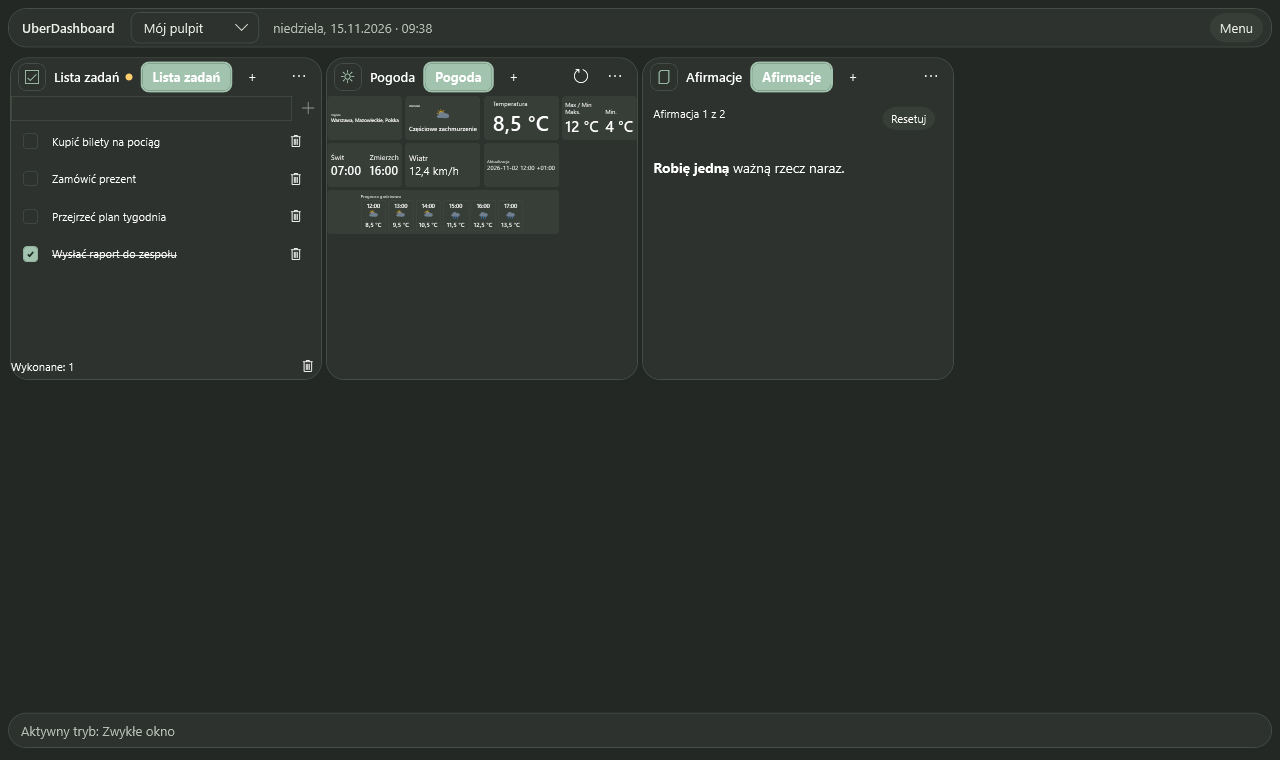 UberDashboard Mój pulpit niedziela, 15.11.2026 · 09:38 Menu
Lista zadań Lista zadań + ...
Kupić bilety na pociąg
Zamówić prezent
Przejrzeć plan tygodnia
Wysłać raport do zespołu
Wykonane: 1
Pogoda Pogoda + ...
Warszawa, Mazowieckie, Polska
Częściowe zachmurzenie
Temperatura
8,5 °C
Max / Min
Maks. Min.
12 °C 4 °C
Świt Zmierzch
07:00 16:00
Wiatr
12,4 km/h
Aktualizacja
2026-11-02 12:00 +01:00
Prognoza godzinowa
12:00 13:00 14:00 15:00 16:00 17:00
8,5 °C 9,5 °C 10,5 °C 11,5 °C 12,5 °C 13,5 °C
Afirmacje Afirmacje + ...
Afirmacja 1 z 2
Resetuj
Robię jedną ważną rzecz naraz.
Aktywny tryb: Zwykłe okno